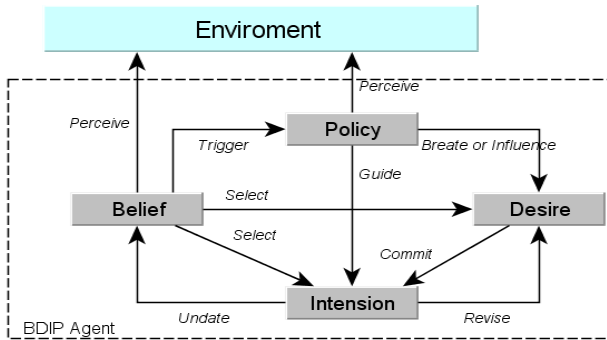 Enviroment
Perceive
Perceive
Policy
Trigger
Breate or Influence
Guide
Belief
Select
Desire
Select
Commit
Intension
Undate
Revise
BDIP Agent